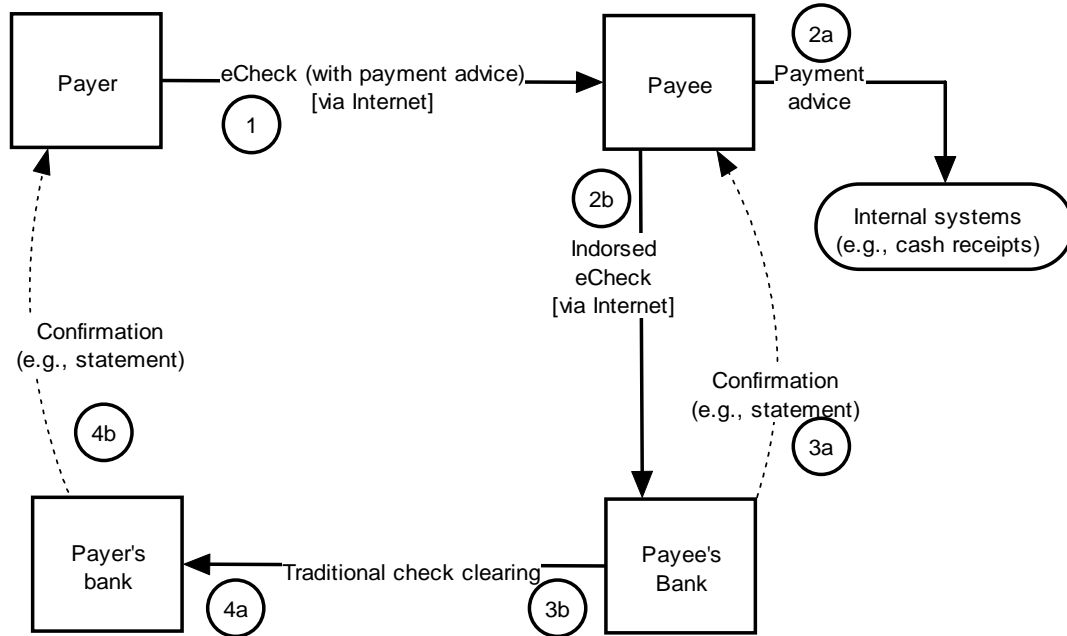 2a
Payer
eCheck (with payment advice)
[via Internet]
1
Payee
Payment
advice
2b
Indorsed
eCheck
[via Internet]
Internal systems
(e.g., cash receipts)
Confirmation
(e.g., statement)
4b
Confirmation
(e.g., statement)
3a
Payer's
bank
4a
Traditional check clearing
3b
Payee's
Bank